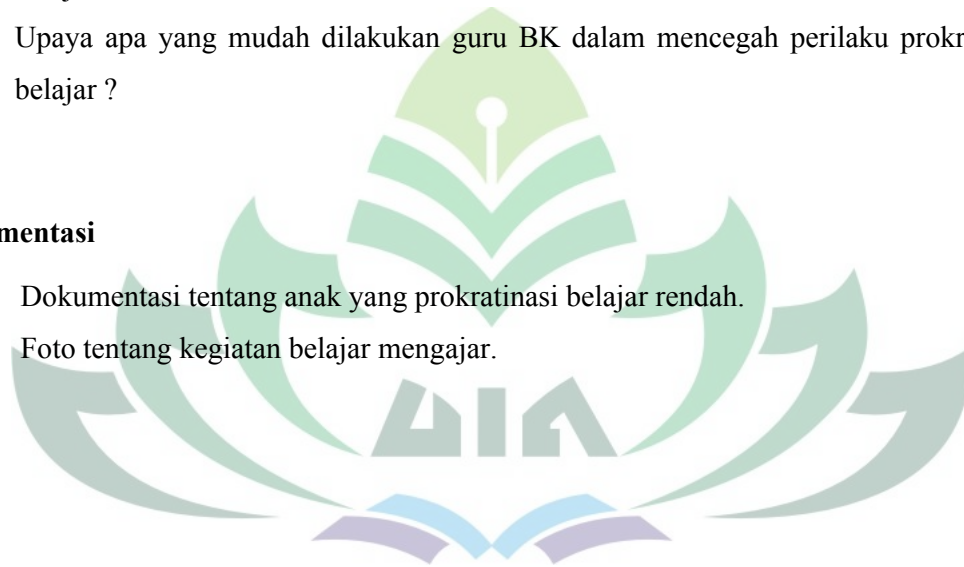 Upaya apa yang mudah dilakukan guru BK dalam mencegah perilaku
belajar ?
Dokumentasi tentang anak yang prokratinasi belajar rendah.
Foto tentang kegiatan belajar mengajar.
UIN